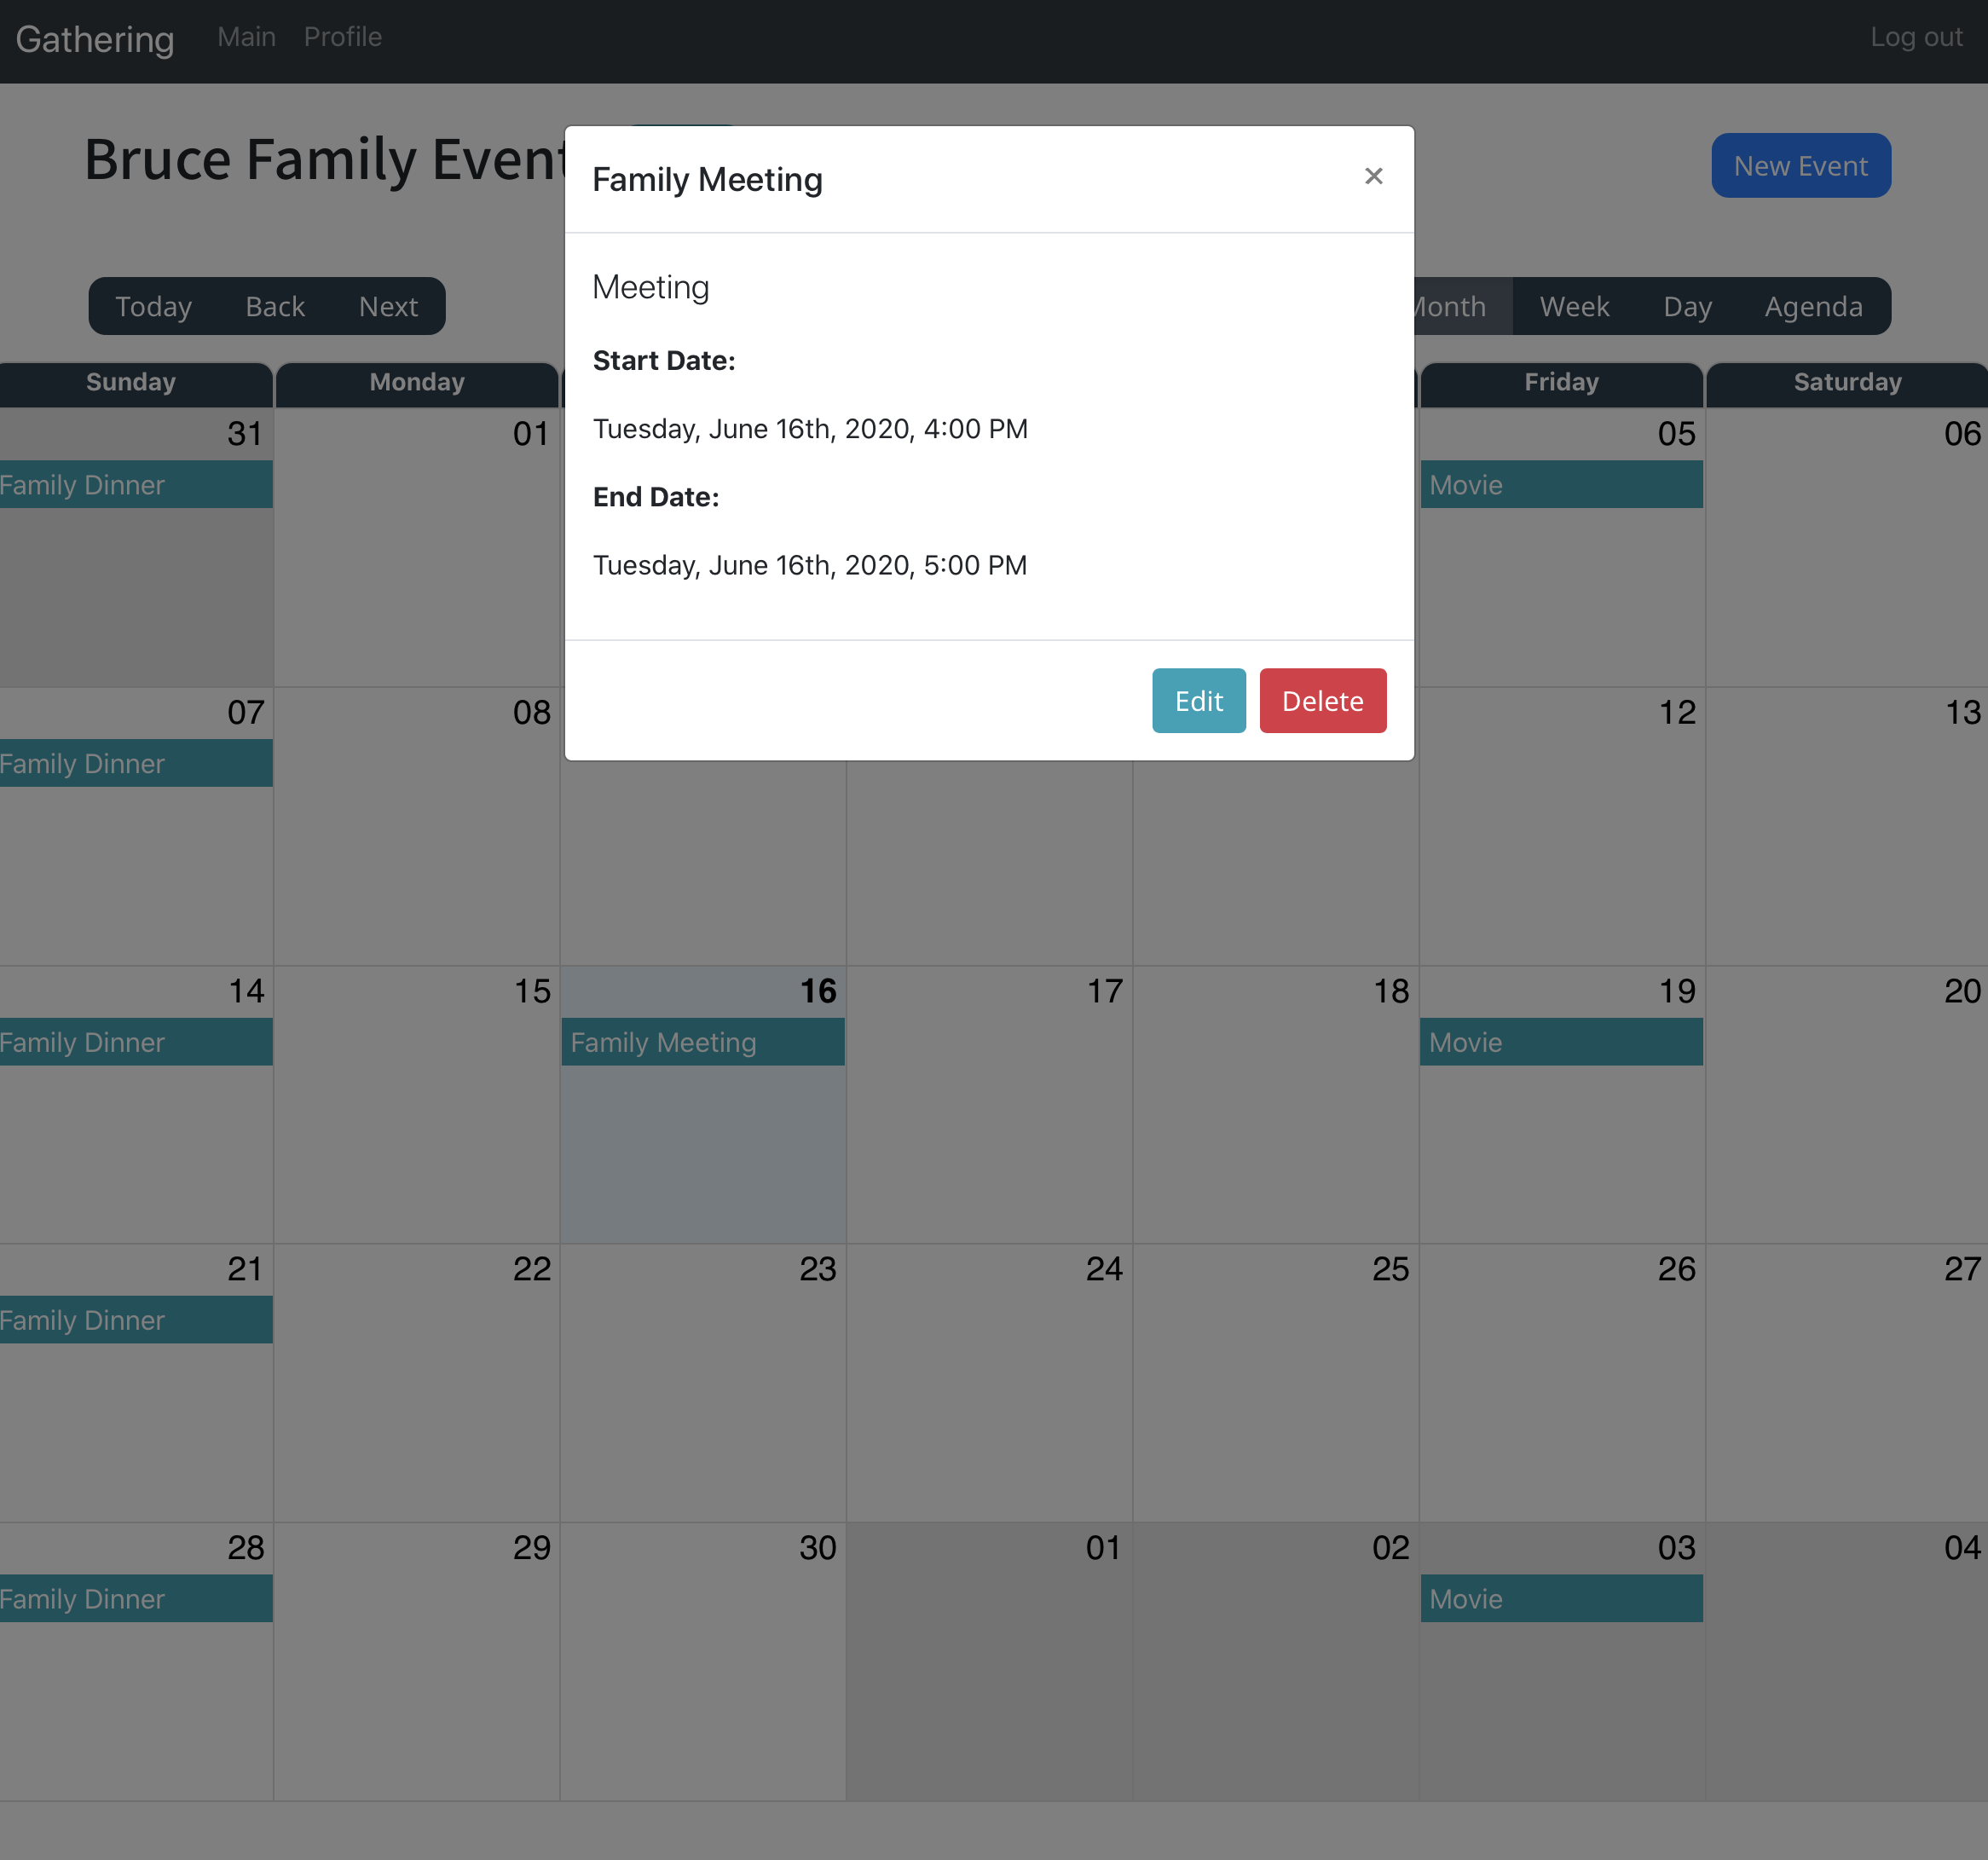 Gathering Main Profile Log out
Bruce Family Event
New Event
Family Meeting ×
Meeting
Start Date:
Tuesday, June 16th, 2020, 4:00 PM
End Date:
Tuesday, June 16th, 2020, 5:00 PM
Edit Delete
Today Back Next
Month Week Day Agenda
Sunday Monday Friday Saturday
31 01 05 06
Family Dinner Movie
07 08 12 13
Family Dinner
14 15 16 17 18 19 20
Family Dinner Family Meeting Movie
21 22 23 24 25 26 27
Family Dinner
28 29 30 01 02 03 04
Family Dinner Movie